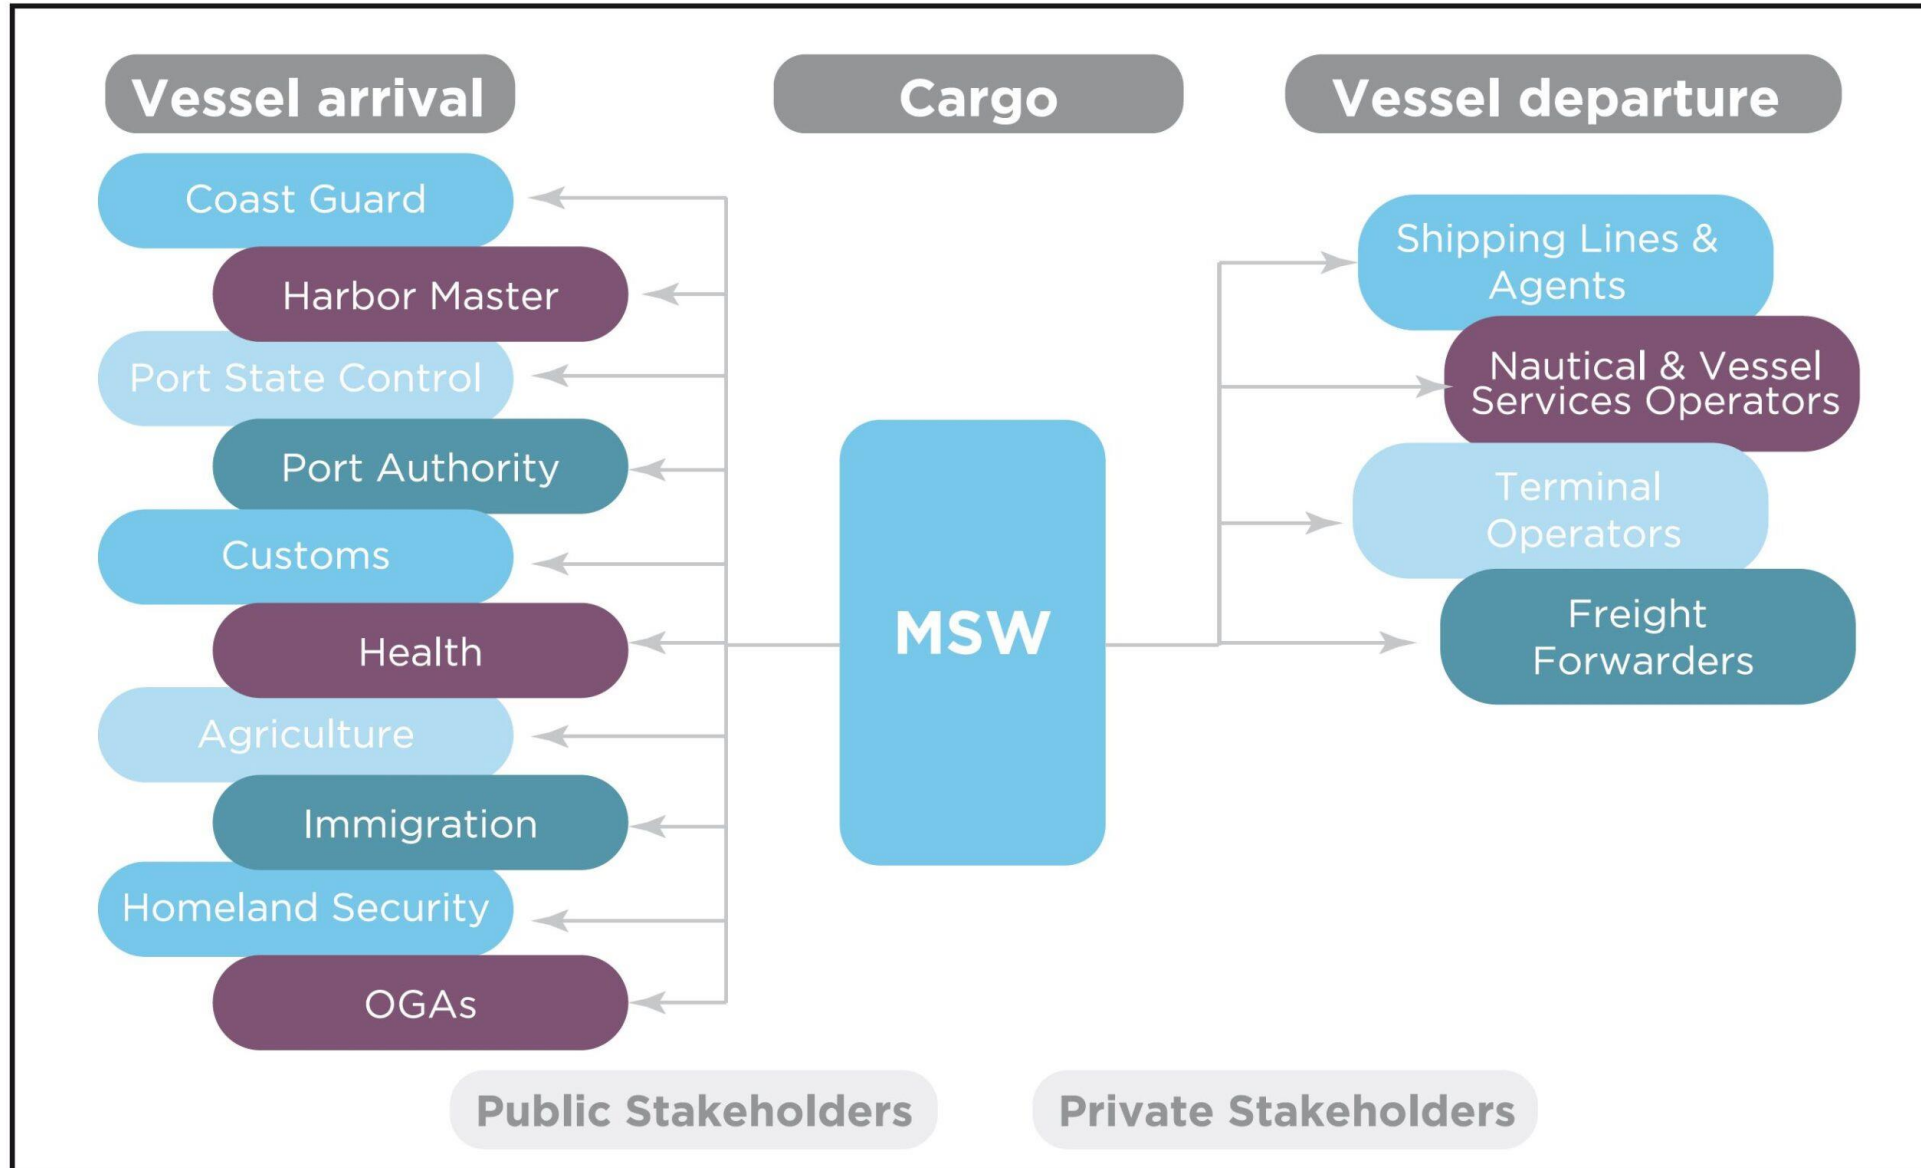 Vessel arrival
Cargo
Vessel departure
Coast Guard
Harbor Master
Port State Control
Port Authority
Customs
Health
Agriculture
Immigration
Homeland Security
OGAs
MSW
Shipping Lines &
Agents
Nautical & Vessel
Services Operators
Terminal
Operators
Freight
Forwarders
Public Stakeholders
Private Stakeholders